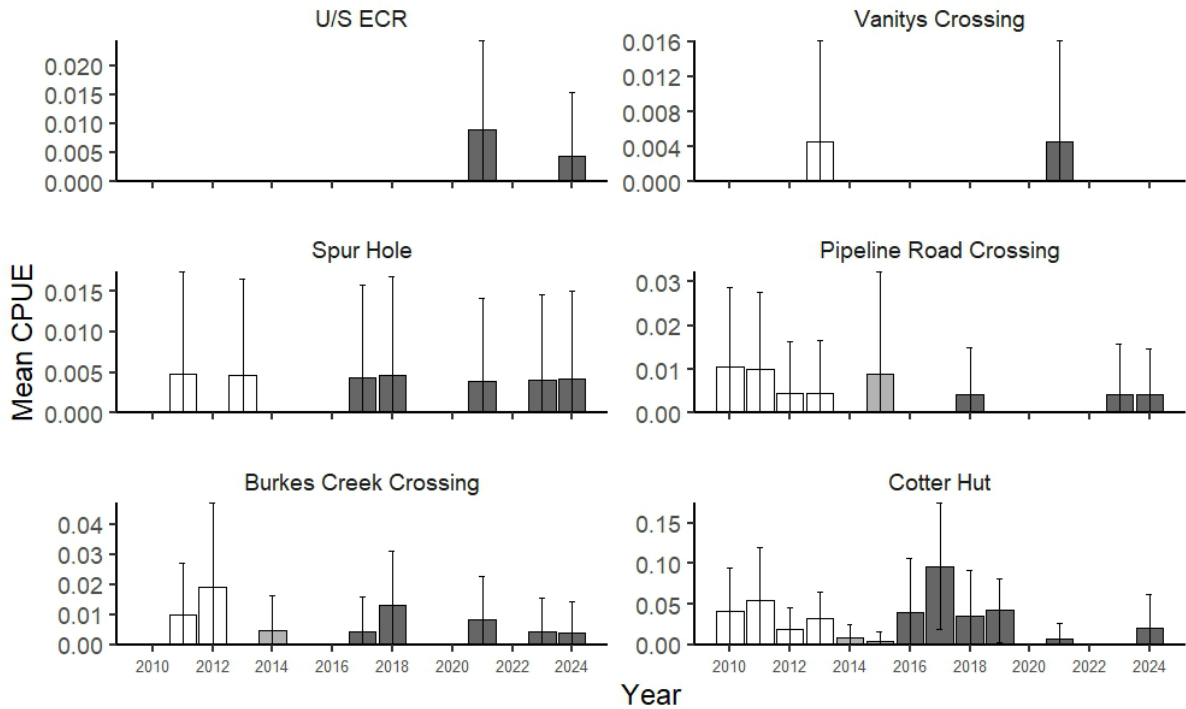 U/S ECR
Vanitys Crossing
0.020
0.015
0.010
0.005
0.000
0.016
0.012
0.008
0.004
0.000
Spur Hole
Pipeline Road Crossing
Mean CPUE
0.015
0.010
0.005
0.000
0.03
0.02
0.01
0.00
Burkes Creek Crossing
Cotter Hut
0.04
0.03
0.02
0.01
0.00
0.15
0.10
0.05
0.00
2010 2012 2014 2016 2018 2020 2022 2024
2010 2012 2014 2016 2018 2020 2022 2024
Year